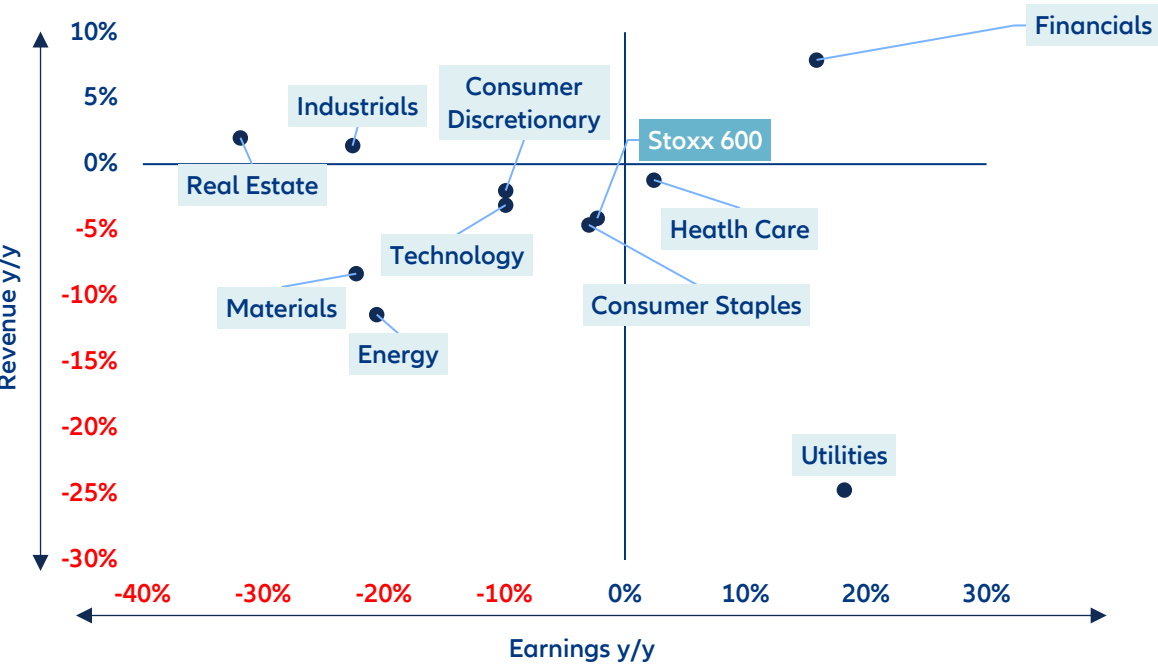 10%
Financials
Consumer
Discretionary
5%
Industrials
Stoxx 600
0%
Real Estate
-5%
Heatlh Care
Technology
Revenue y/y
-10%
Materials
Consumer Staples
Energy
-15%
-20%
Utilities
-25%
-30%
-40%
-30%
-20%
-10%
0%
10%
20%
30%
Earnings y/y